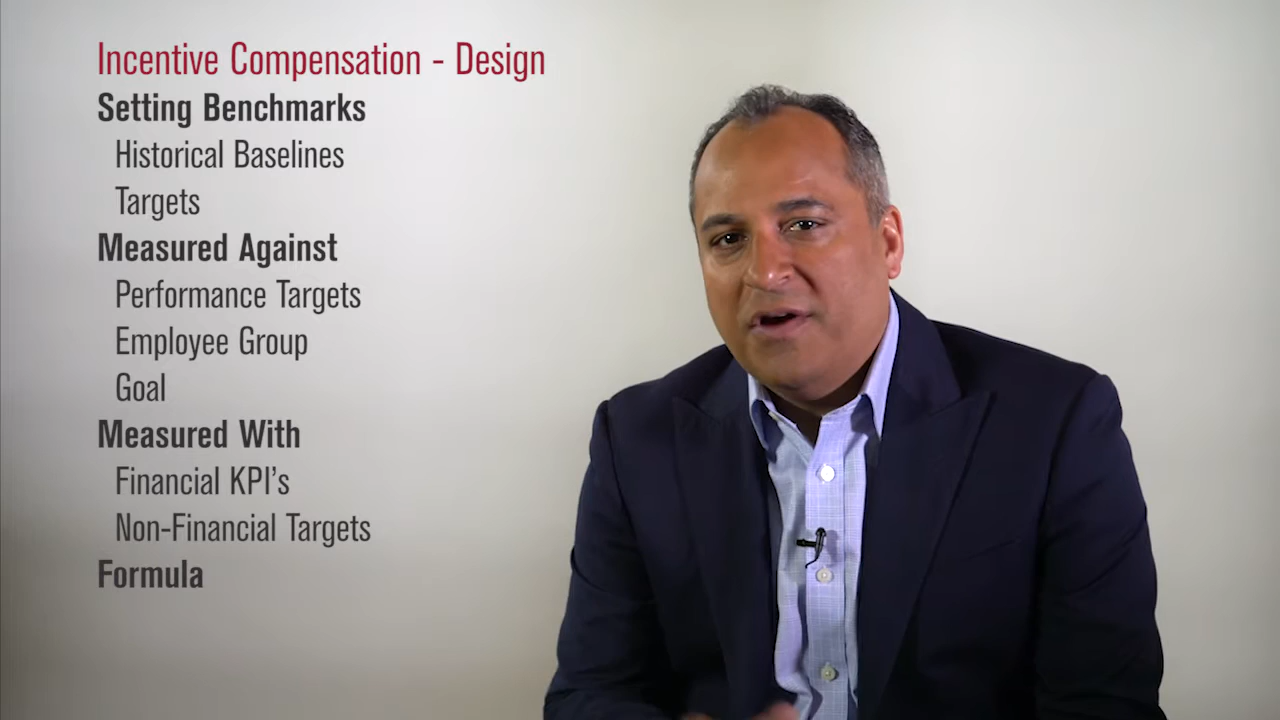 Incentive Compensation - Design
Setting Benchmarks
Historical Baselines
Targets
Measured Against
Performance Targets
Employee Group
Goal
Measured With
Financial KPI's
Non-Financial Targets
Formula